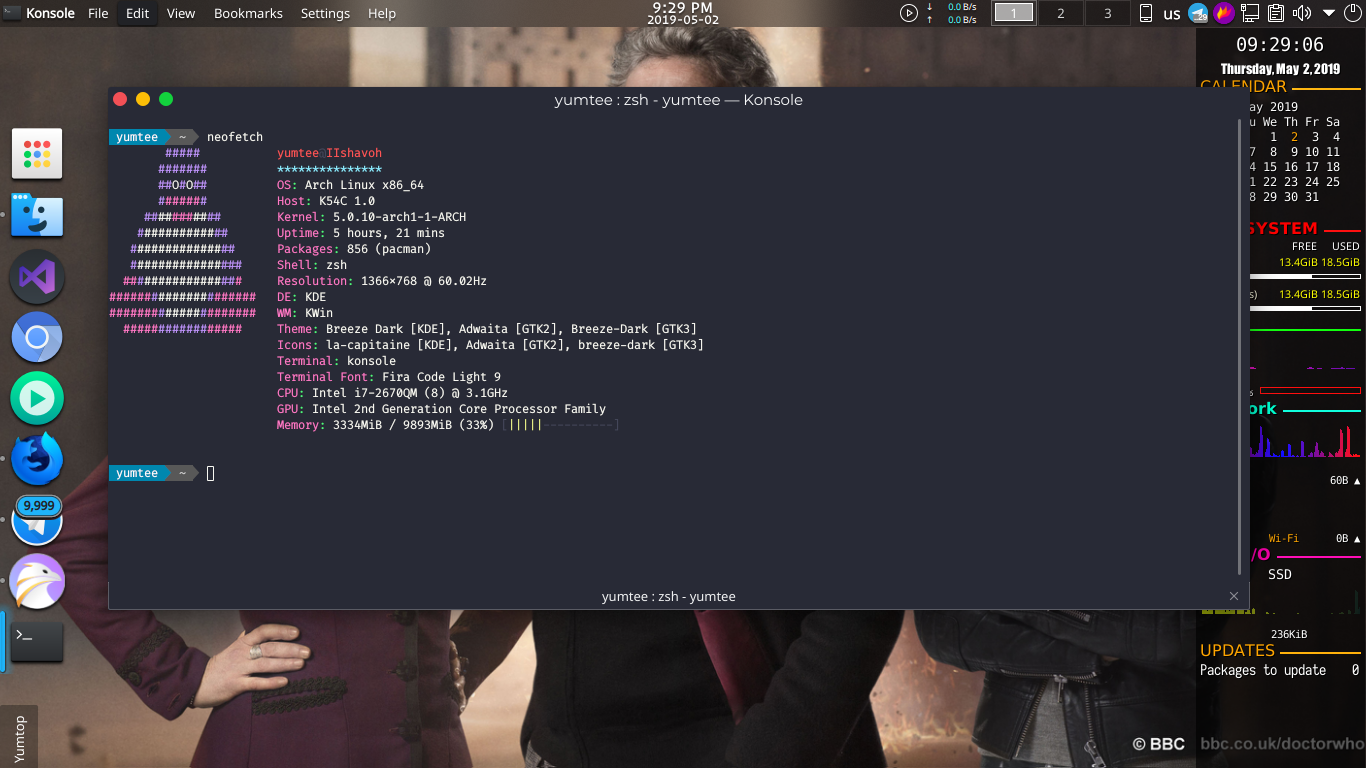 Konsole File Edit View Bookmarks Settings Help
9:29 PM
2019-05-02
↓ 0.0 B/s
↑ 0.0 B/s
1 2 3
us
29
09:29:06
Thursday, May 2, 2019
CALENDAR
ay 2019
u We Th Fr Sa
1 2 3 4
7 8 9 10 11
4 15 16 17 18
1 22 23 24 25
8 29 30 31
SYSTEM
FREE USED
13.4GiB 18.5GiB
s) 13.4GiB 18.5GiB
%
ork
60B ▲
Wi-Fi 0B ▲
/O
SSD
236KiB
UPDATES
Packages to update 0
yumtee : zsh - yumtee — Konsole
yumtee ~ neofetch
##### yumtee@IIshavoh
####### ***************
##O#O## OS: Arch Linux x86_64
####### Host: K54C 1.0
########### Kernel: 5.0.10-arch1-1-ARCH
############# Uptime: 5 hours, 21 mins
############### Packages: 856 (pacman)
################ Shell: zsh
################# Resolution: 1366×768 @ 60.02Hz
##################### DE: KDE
##################### WM: KWin
################# Theme: Breeze Dark [KDE], Adwaita [GTK2], Breeze-Dark [GTK3]
Icons: la-capitaine [KDE], Adwaita [GTK2], breeze-dark [GTK3]
Terminal: konsole
Terminal Font: Fira Code Light 9
CPU: Intel i7-2670QM (8) @ 3.1GHz
GPU: Intel 2nd Generation Core Processor Family
Memory: 3334MiB / 9893MiB (33%) [|||||----------]
yumtee ~
yumtee : zsh - yumtee
9,999
>_
Yumtop
© BBC bbc.co.uk/doctorwho